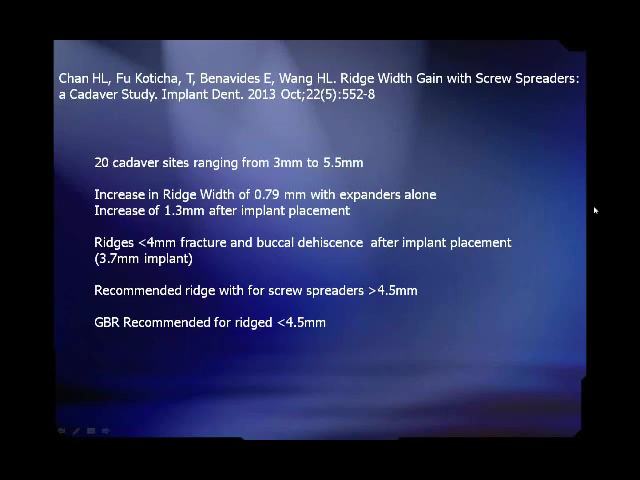 Chan HL, Fu Koticha, T, Benavides E, Wang HL. Ridge Width Gain with Screw Spreaders:
a Cadaver Study. Implant Dent. 2013 Oct;22(5):552-8
20 cadaver sites ranging from 3mm to 5.5mm
Increase in Ridge Width of 0.79 mm with expanders alone
Increase of 1.3mm after implant placement
Ridges <4mm fracture and buccal dehiscence after implant placement
(3.7mm implant)
Recommended ridge with for screw spreaders >4.5mm
GBR Recommended for ridged <4.5mm